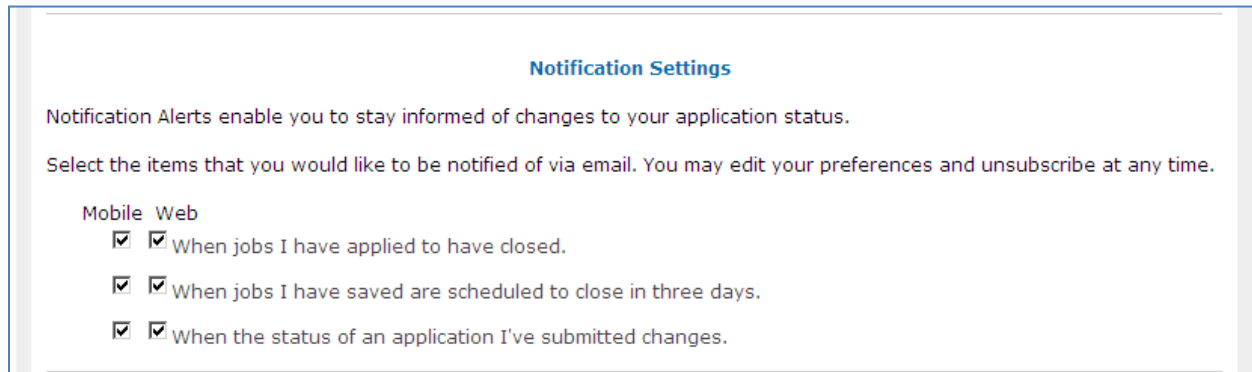 Notification Settings
Notification Alerts enable you to stay informed of changes to your application status.
Select the items that you would like to be notified of via email. You may edit your preferences and unsubscribe at any time.
Mobile Web
When jobs I have applied to have closed.
When jobs I have saved are scheduled to close in three days.
When the status of an application I've submitted changes.